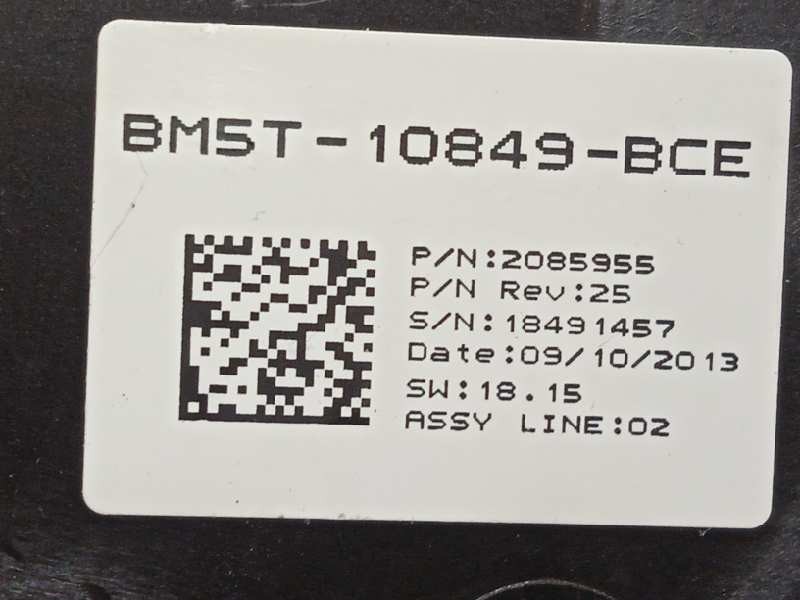 BM5T-10849-BCE
P/N:2085955
P/N Rev:25
S/N:18491457
Date:09/10/2013
SW:18.15
ASSY LINE:02